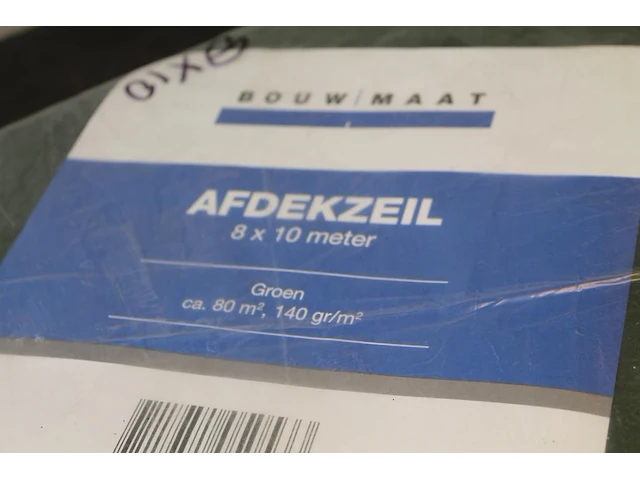 BOUW/MAAT
AFDEKZEIL
8 x 10 meter
Groen
ca. 80 m², 140 gr/m²